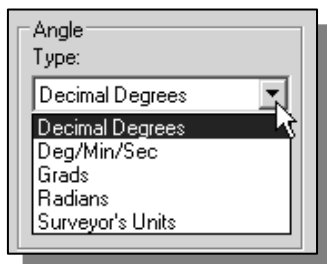 Angle
Type:
Decimal Degrees
Decimal Degrees
Deg/Min/Sec
Grads
Radians
Surveyor's Units